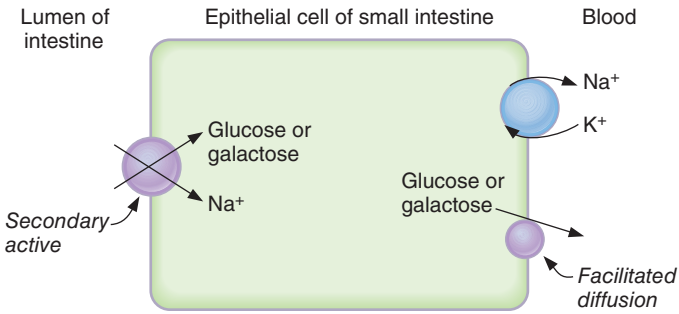 Lumen of
intestine
Epithelial cell of small intestine
Blood
Na+
K+
Glucose or
galactose
Na+
Glucose or
galactose
Secondary
active
Facilitated
diffusion